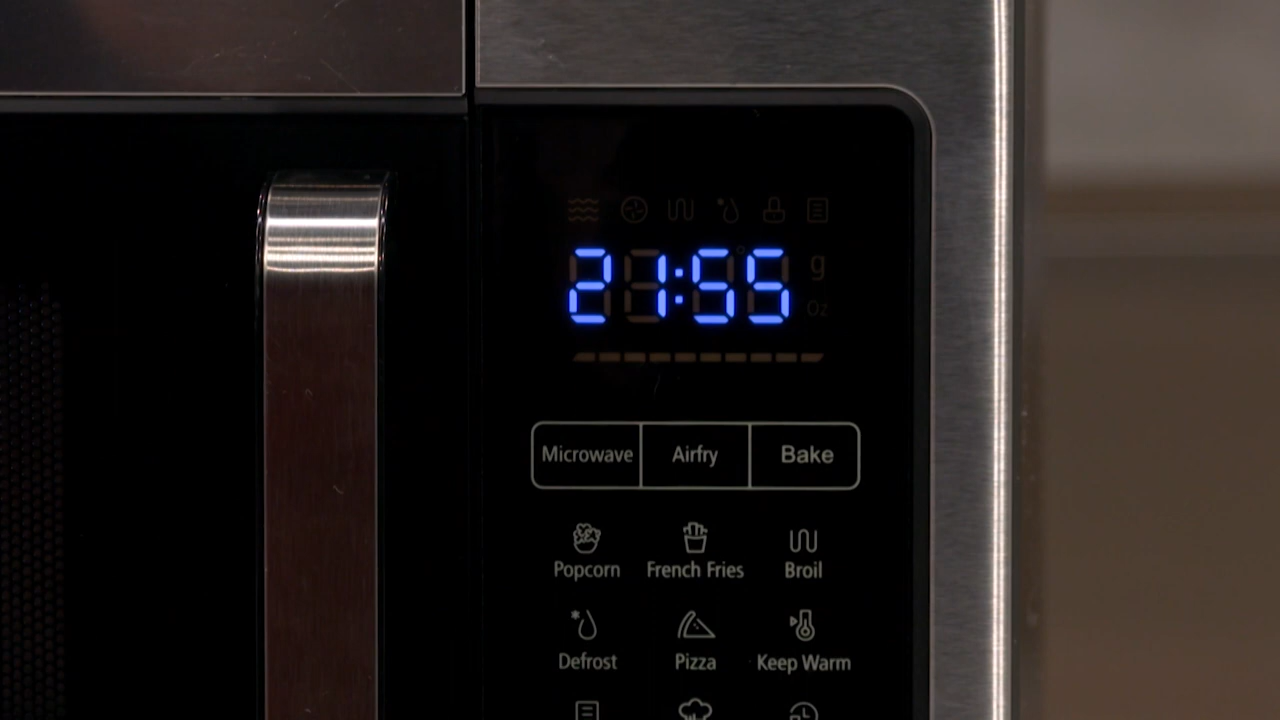 21:55
g
Oz
Microwave Airfry Bake
Popcorn French Fries Broil
Defrost Pizza Keep Warm